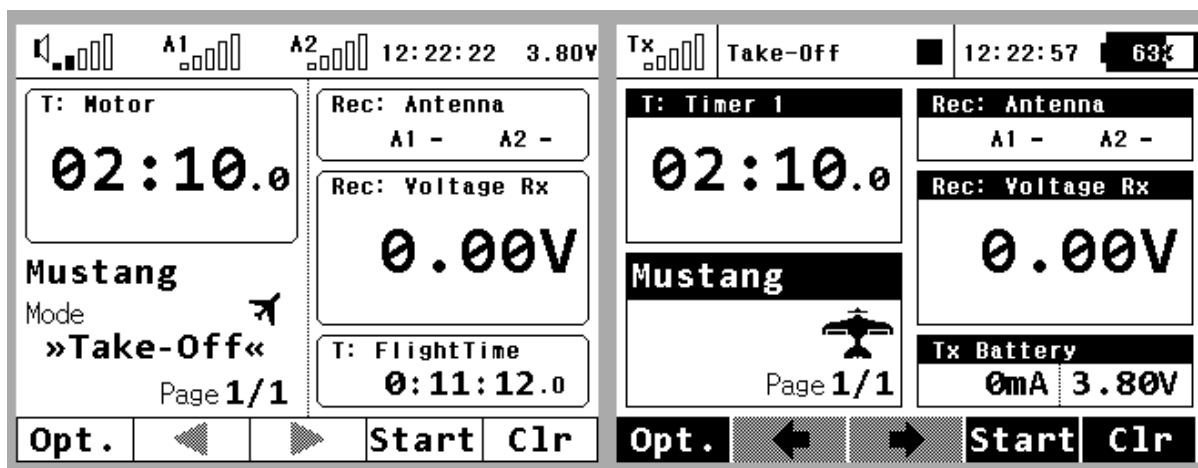 A1 A2 12:22:22 3.80V
T: Motor
02:10.0
Mustang
Mode
»Take-Off«
Page 1/1
Rec: Antenna
A1 - A2 -
Rec: Voltage Rx
0.00V
T: FlightTime
0:11:12.0
Opt. Start Clr
Tx Take-Off 12:22:57 63%
T: Timer 1
02:10.0
Mustang
Page 1/1
Rec: Antenna
A1 - A2 -
Rec: Voltage Rx
0.00V
Tx Battery
0mA 3.80V
Opt. Start Clr